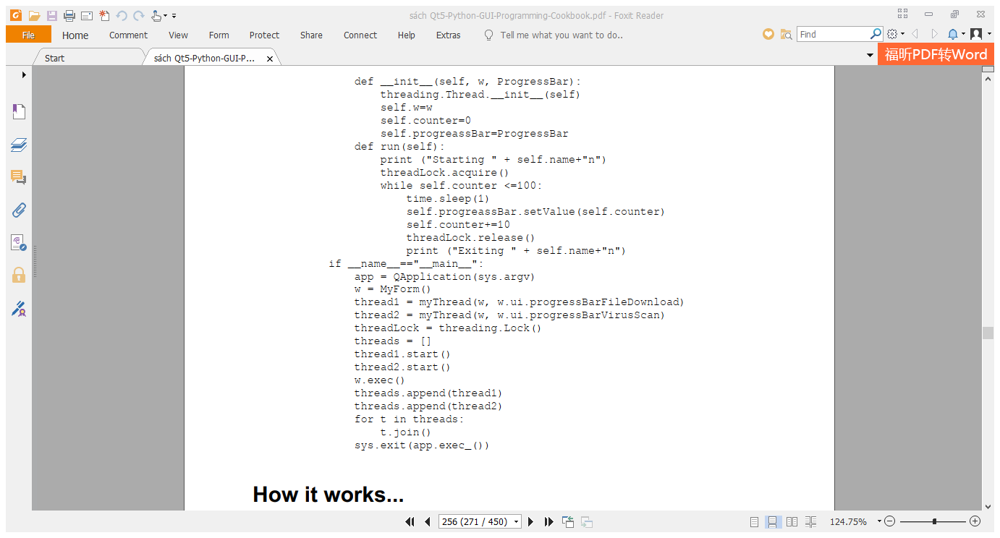 sách Qt5-Python-GUI-Programming-Cookbook.pdf - Foxit Reader
File Home Comment View Form Protect Share Connect Help Extras Tell me what you want to do.. Find
Start sách Qt5-Python-GUI-P... 福昕PDF转Word
def __init__(self, w, ProgressBar):
threading.Thread.__init__(self)
self.w=w
self.counter=0
self.progreassBar=ProgressBar
def run(self):
print ("Starting " + self.name+"n")
threadLock.acquire()
while self.counter <=100:
time.sleep(1)
self.progreassBar.setValue(self.counter)
self.counter+=10
threadLock.release()
print ("Exiting " + self.name+"n")
if __name__=="__main__":
app = QApplication(sys.argv)
w = MyForm()
thread1 = myThread(w, w.ui.progressBarFileDownload)
thread2 = myThread(w, w.ui.progressBarVirusScan)
threadLock = threading.Lock()
threads = []
thread1.start()
thread2.start()
w.exec()
threads.append(thread1)
threads.append(thread2)
for t in threads:
t.join()
sys.exit(app.exec_())
How it works...
256 (271 / 450) 124.75%